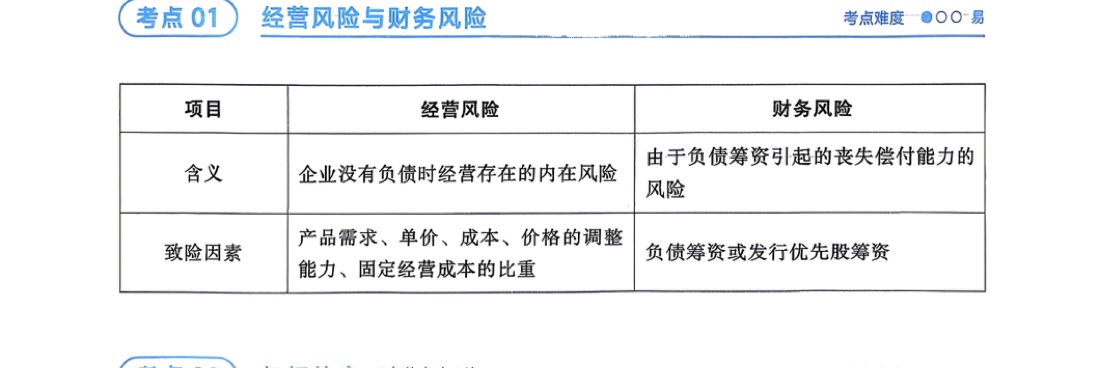 考点 01 经营风险与财务风险 考点难度 ●○○ 易
项目 经营风险 财务风险
含义 企业没有负债时经营存在的内在风险 由于负债筹资引起的丧失偿付能力的
风险
致险因素 产品需求、单价、成本、价格的调整
能力、固定经营成本的比重 负债筹资或发行优先股筹资